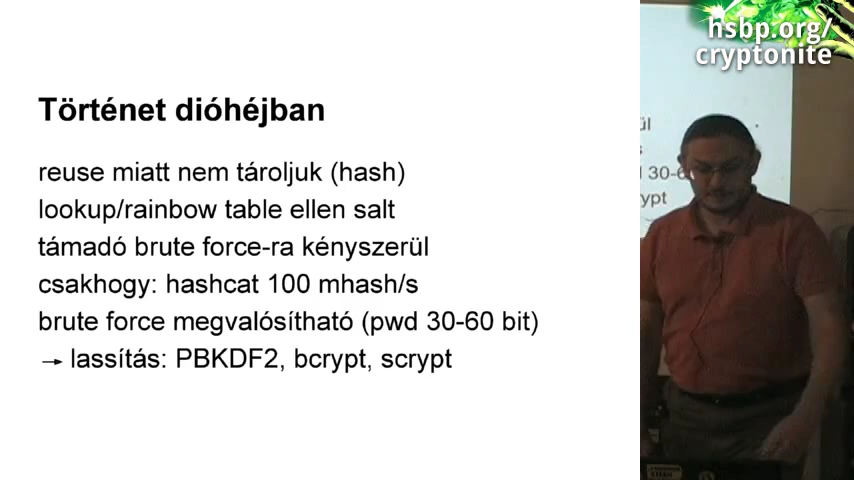 hsbp.org/
cryptonite
Történet dióhéjban
reuse miatt nem tároljuk (hash)
lookup/rainbow table ellen salt
támadó brute force-ra kényszerül
csakhogy: hashcat 100 mhash/s
brute force megvalósítható (pwd 30-60 bit)
→ lassítás: PBKDF2, bcrypt, scrypt